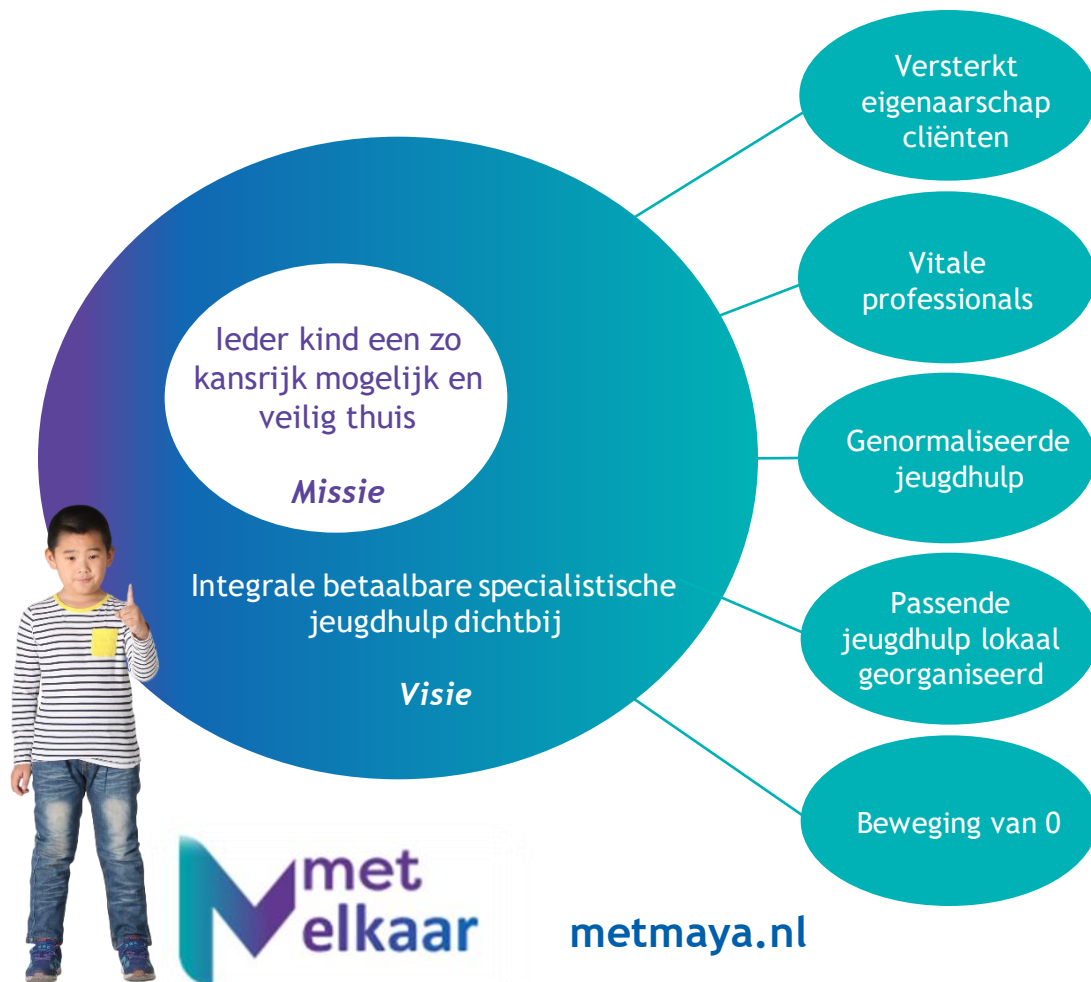 Versterkt
eigenaarschap
cliënten
Vitale
professionals
Genormaliseerde
jeugdhulp
Passende
jeugdhulp lokaal
georganiseerd
Beweging van 0
Ieder kind een zo
kansrijk mogelijk en
veilig thuis
Missie
Integrale betaalbare specialistische
jeugdhulp dichtbij
Visie
met
elkaar
metmaya.nl